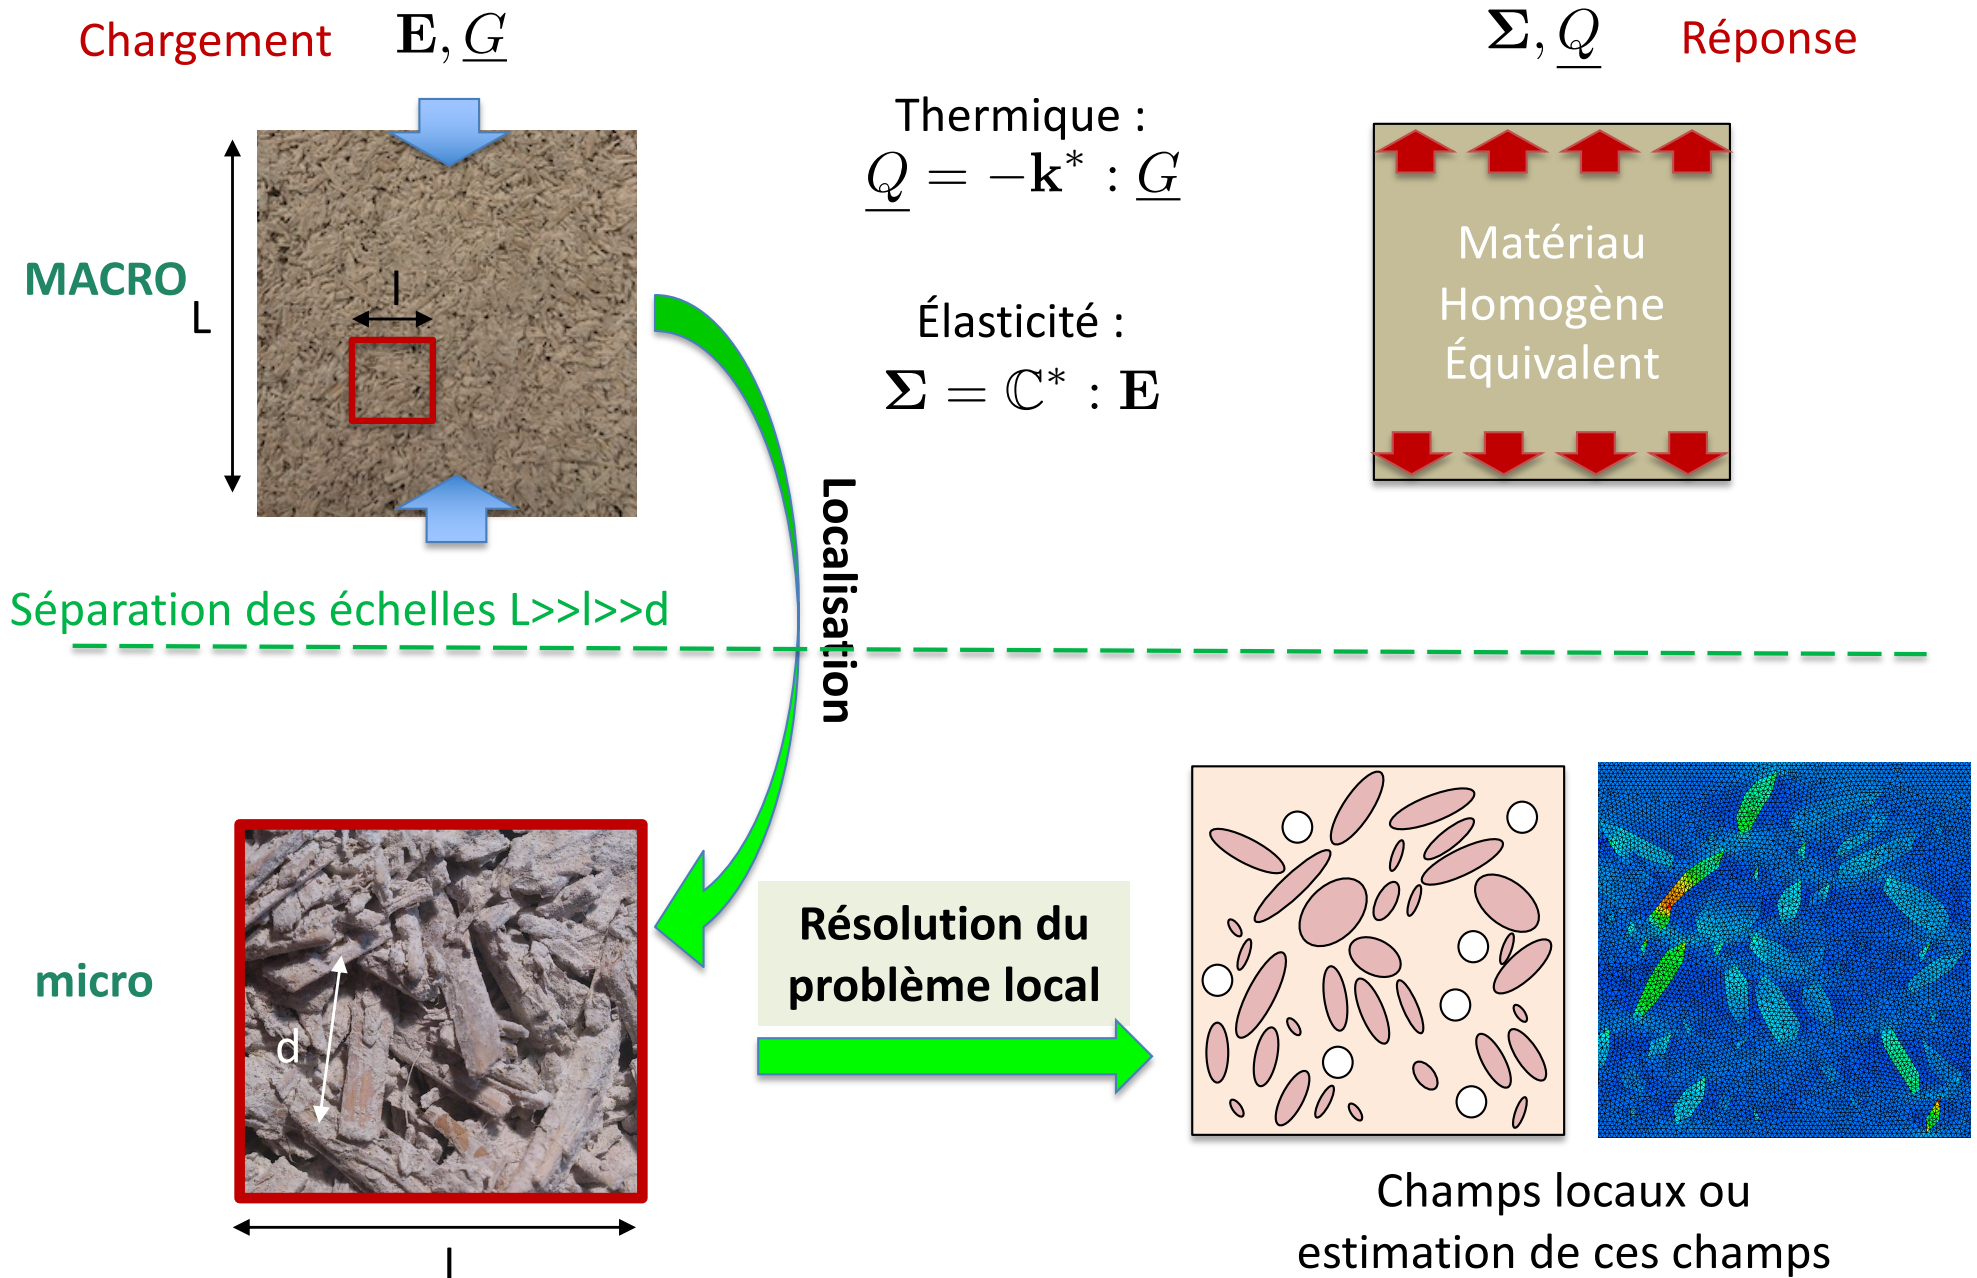 Chargement E, G
Σ, Q Réponse
Thermique :
Q = −k* : G
MACRO
L
l
Élasticité :
Σ = ℂ* : E
Matériau
Homogène
Équivalent
Localisation
Séparation des échelles L>>l>>d
micro
d
l
Résolution du
problème local
Champs locaux ou
estimation de ces champs